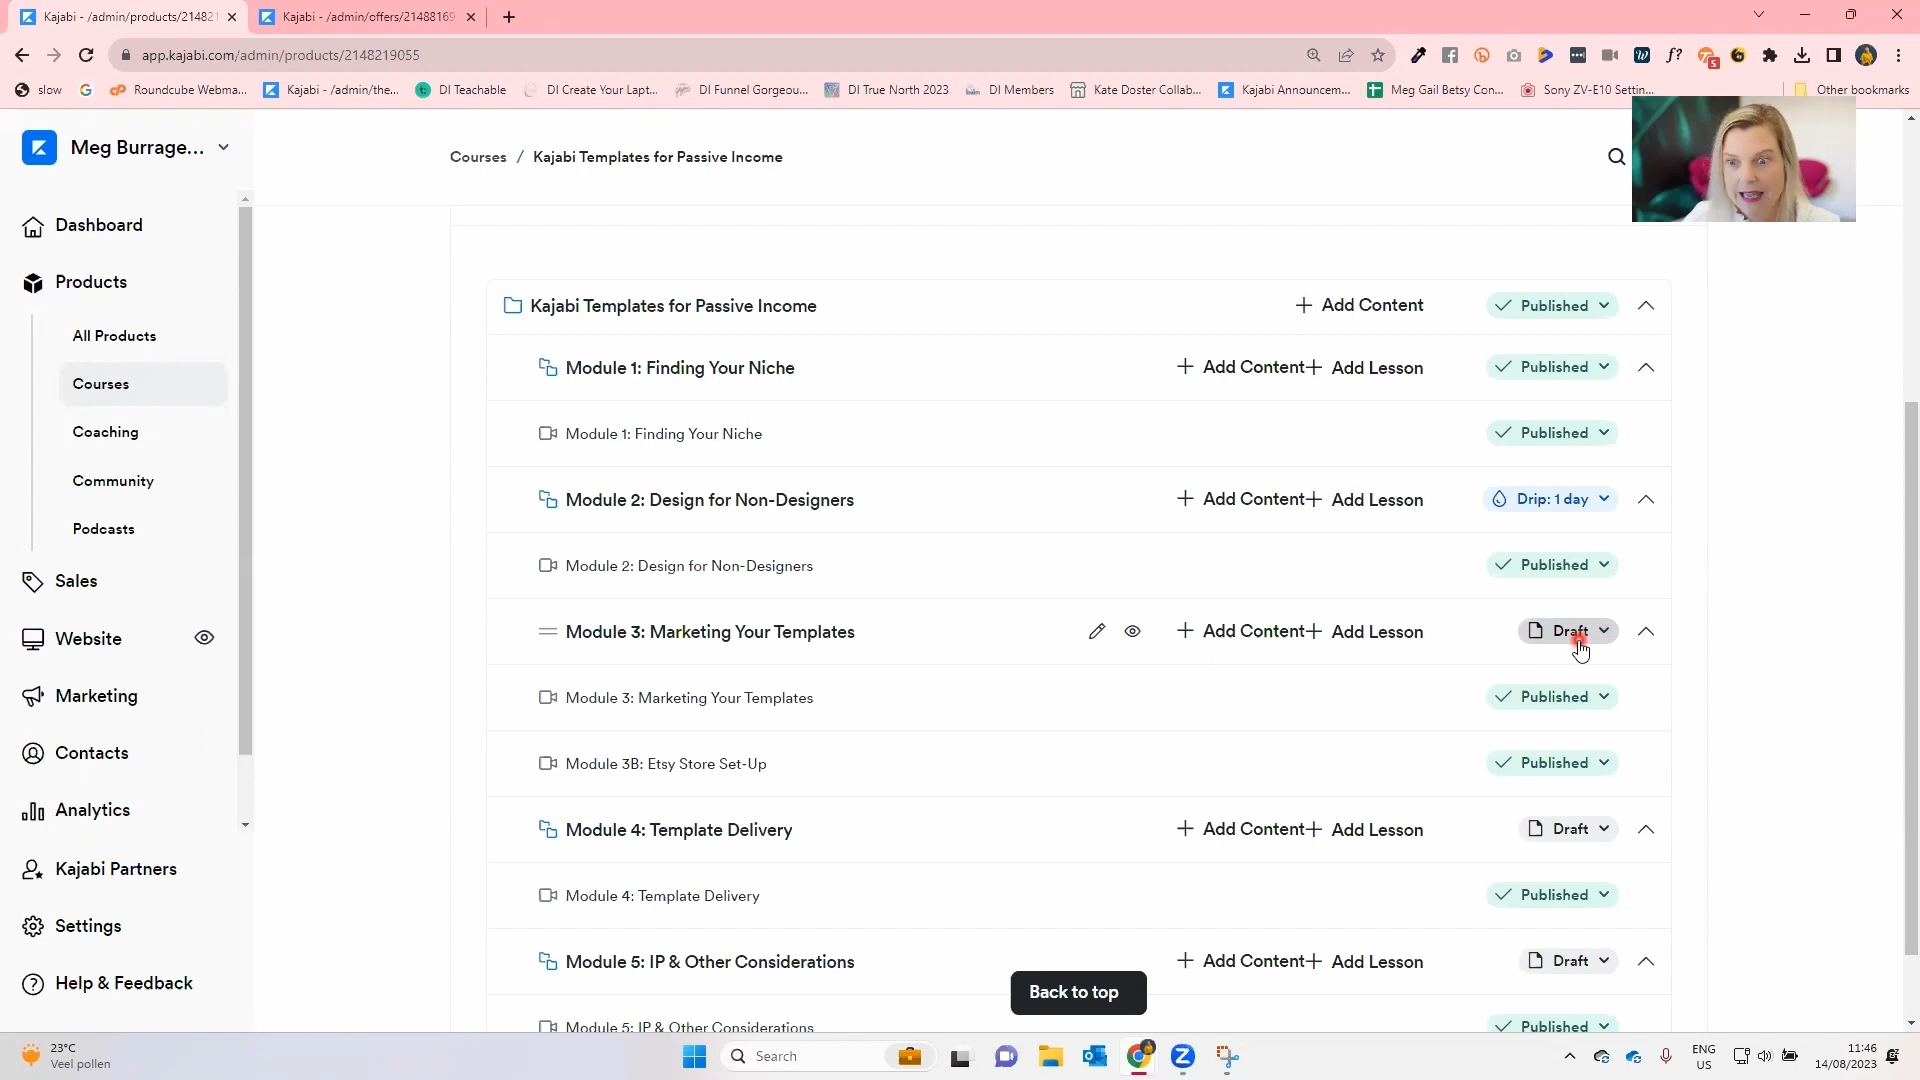 Kajabi - /admin/products/214821
Kajabi - /admin/offers/21488169
app.kajabi.com/admin/products/2148219055
slow
Roundcube Webma...
Kajabi - /admin/the...
DI Teachable
DI Create Your Lapt...
DI Funnel Gorgeou...
DI True North 2023
DI Members
Kate Doster Collab...
Kajabi Announcem...
Meg Gail Betsy Con...
Sony ZV-E10 Settin...
Other bookmarks
Meg Burrage...
Courses / Kajabi Templates for Passive Income
Dashboard
Products
All Products
Courses
Coaching
Community
Podcasts
Sales
Website
Marketing
Contacts
Analytics
Kajabi Partners
Settings
Help & Feedback
Kajabi Templates for Passive Income + Add Content Published
Module 1: Finding Your Niche + Add Content + Add Lesson Published
Module 1: Finding Your Niche Published
Module 2: Design for Non-Designers + Add Content + Add Lesson Drip: 1 day
Module 2: Design for Non-Designers Published
Module 3: Marketing Your Templates + Add Content + Add Lesson Draft
Module 3: Marketing Your Templates Published
Module 3B: Etsy Store Set-Up Published
Module 4: Template Delivery + Add Content + Add Lesson Draft
Module 4: Template Delivery Published
Module 5: IP & Other Considerations + Add Content + Add Lesson Draft
Back to top
Module 5: IP & Other Considerations Published
23°C
Veel pollen
Search
ENG
US
11:46
14/08/2023